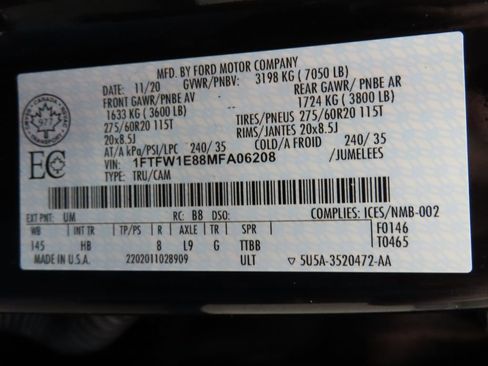 MFD. BY FORD MOTOR COMPANY
DATE: 11/20 GVWR/PNBV: 3198 KG ( 7050 LB)
FRONT GAWR/PNBE AV REAR GAWR/ PNBE AR
1633 KG ( 3600 LB) 1724 KG ( 3800 LB)
275/60R20 115T TIRES/PNEUS 275/60R20 115T
20x8.5J RIMS/JANTES 20x8.5J
AT/A kPa/PSI/LPC 240/ 35 COLD/A FROID 240/ 35
VIN: 1FTFW1E88MFA06208 /JUMELEES
TYPE: TRU/CAM
EC
EXT PNT: UM RC: B8 DSO: COMPLIES: ICES/NMB-002
WB INT TR TP/PS R AXLE TR SPR F0146
145 HB 8 L9 G TTBB T0465
MADE IN U.S.A. 2202011028909 ULT ▽ 5U5A-3520472-AA